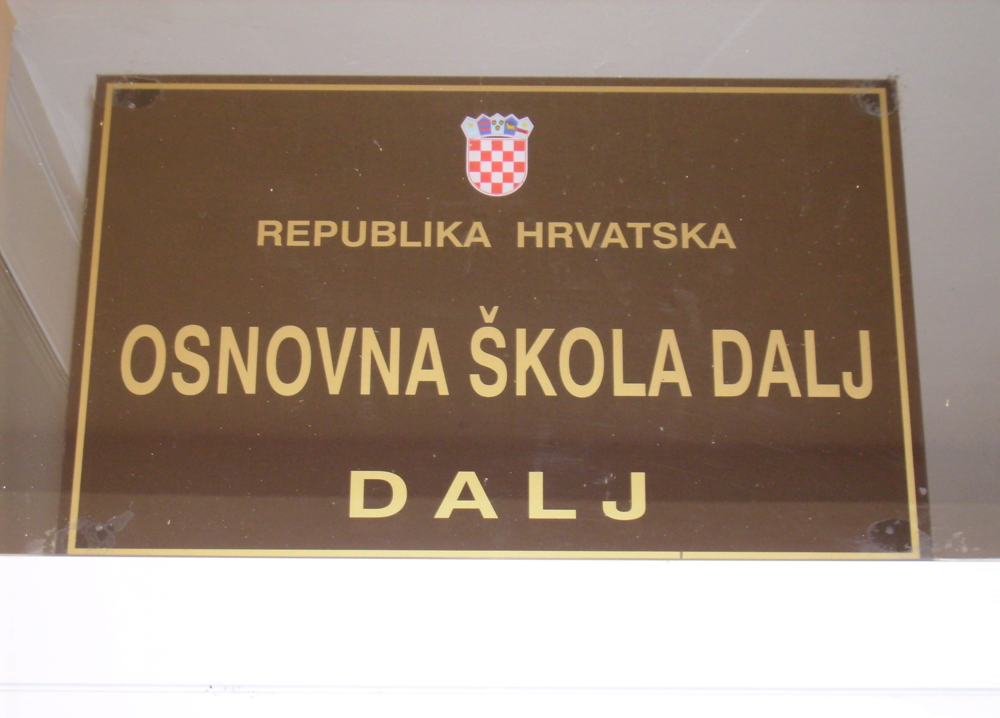 REPUBLIKA HRVATSKA
OSNOVNA ŠKOLA DALJ
DALJ